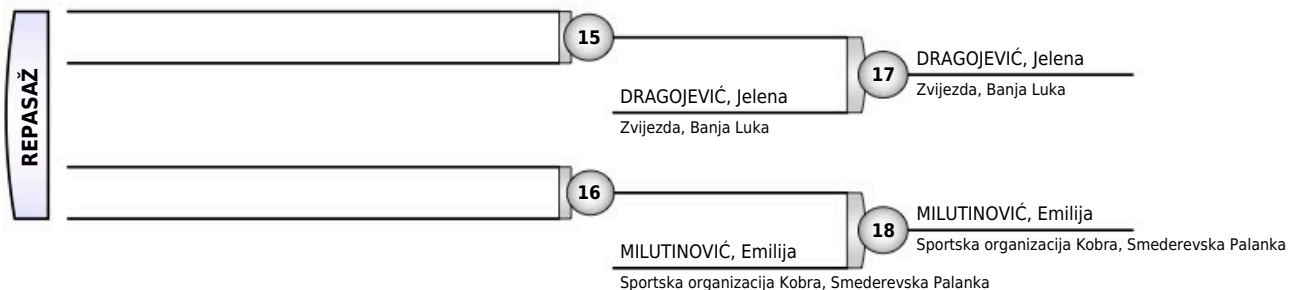 REPASAŽ
15
DRAGOJEVIĆ, Jelena
Zvijezda, Banja Luka
17
DRAGOJEVIĆ, Jelena
Zvijezda, Banja Luka
16
MILUTINOVIĆ, Emilija
Sportska organizacija Kobra, Smederevska Palanka
18
MILUTINOVIĆ, Emilija
Sportska organizacija Kobra, Smederevska Palanka